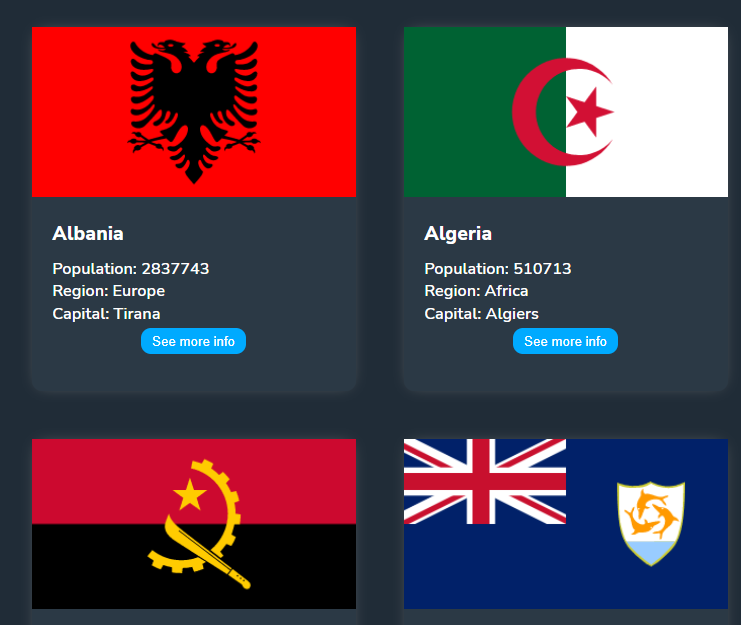 Albania
Population: 2837743
Region: Europe
Capital: Tirana
See more info
Algeria
Population: 510713
Region: Africa
Capital: Algiers
See more info